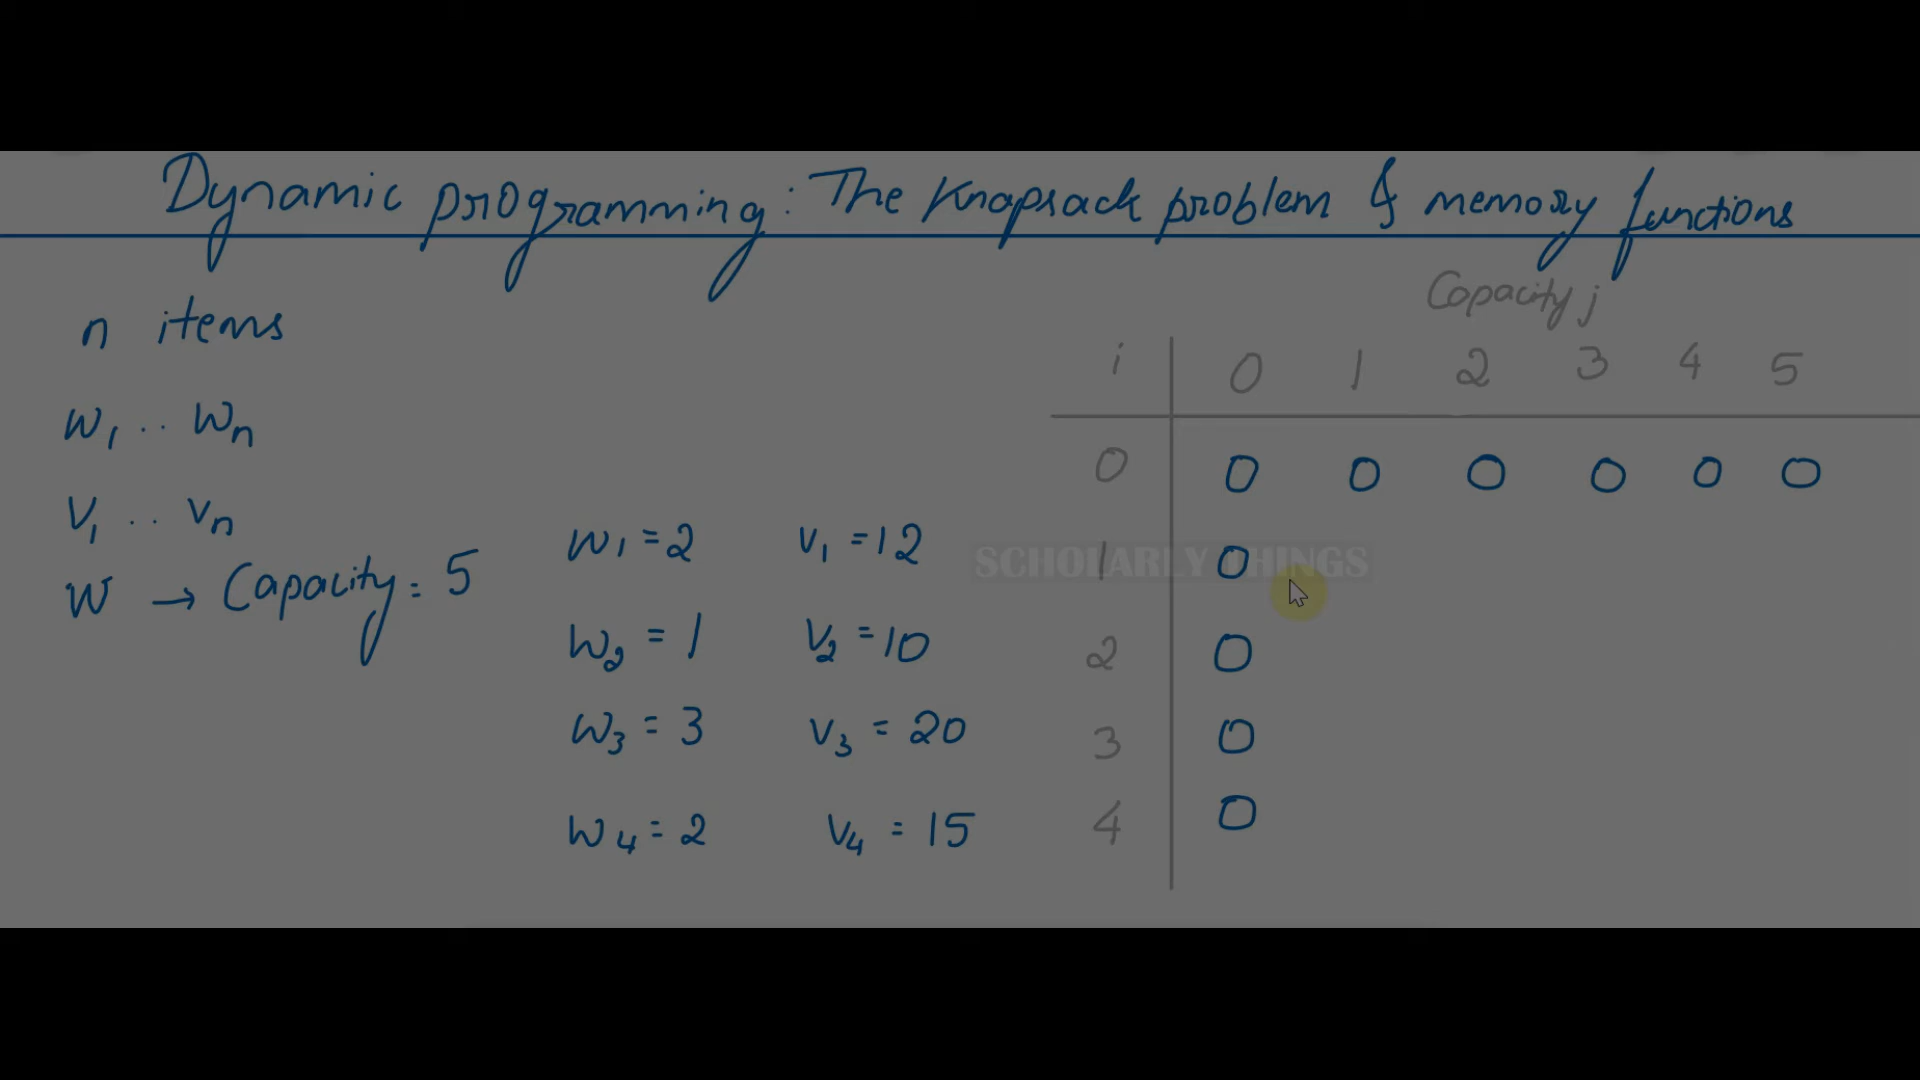 Dynamic programming: The Knapsack problem & memory functions
n items
w1 .. wn
v1 .. vn
W → Capacity = 5
w1 = 2 v1 = 12
w2 = 1 v2 = 10
w3 = 3 v3 = 20
w4 = 2 v4 = 15
Capacity j
i 0 1 2 3 4 5
0 0 0 0 0 0 0
1 0
2 0
3 0
4 0
SCHOLARLY THINGS